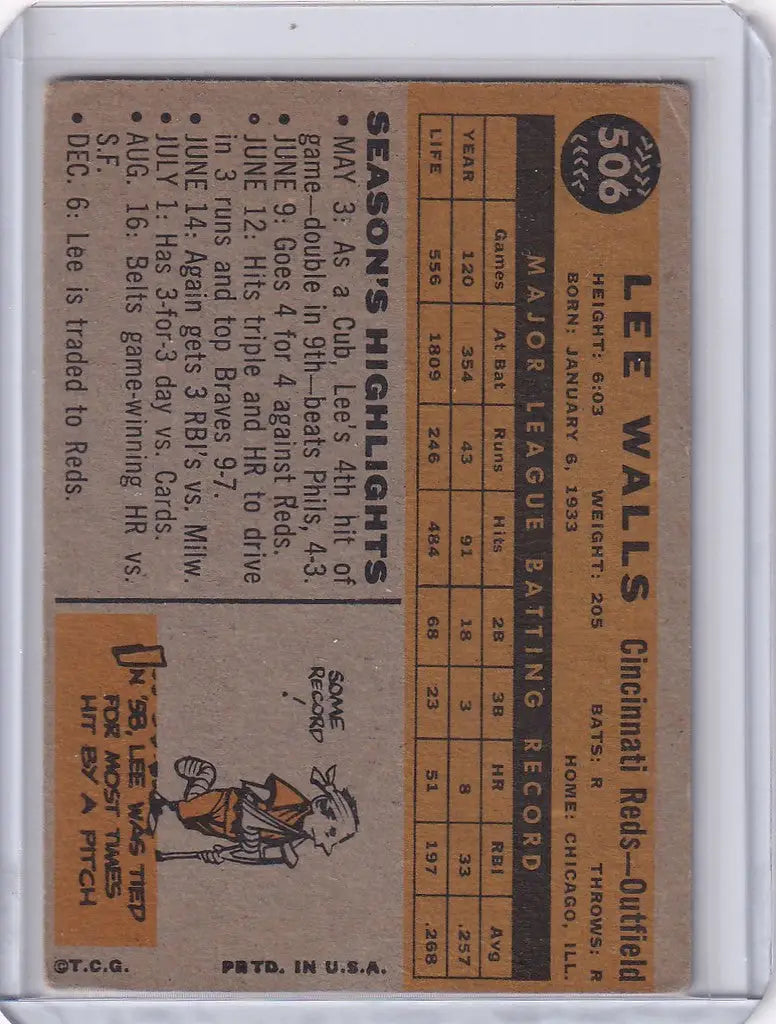 506
LEE WALLS Cincinnati Reds—Outfield
HEIGHT: 6:03 WEIGHT: 205 BATS: R THROWS: R
BORN: JANUARY 6, 1933 HOME: CHICAGO, ILL.
MAJOR LEAGUE BATTING RECORD
Games At Bat Runs Hits 2B 3B HR RBI Avg
YEAR 120 354 43 91 18 3 8 33 .257
LIFE 556 1809 246 484 68 23 51 197 .268
SEASON'S HIGHLIGHTS
• MAY 3: As a Cub, Lee's 4th hit of
game—double in 9th—beats Phils, 4-3.
• JUNE 9: Goes 4 for 4 against Reds.
• JUNE 12: Hits triple and HR to drive
in 3 runs and top Braves 9-7.
• JUNE 14: Again gets 3 RBI's vs. Milw.
• JULY 1: Has 3-for-3 day vs. Cards.
• AUG. 16: Belts game-winning HR vs.
S.F.
• DEC. 6: Lee is traded to Reds.
SOME
RECORD!
IN '58, LEE WAS TIED
FOR MOST TIMES
HIT BY A PITCH
©T.C.G. PRTD. IN U.S.A.